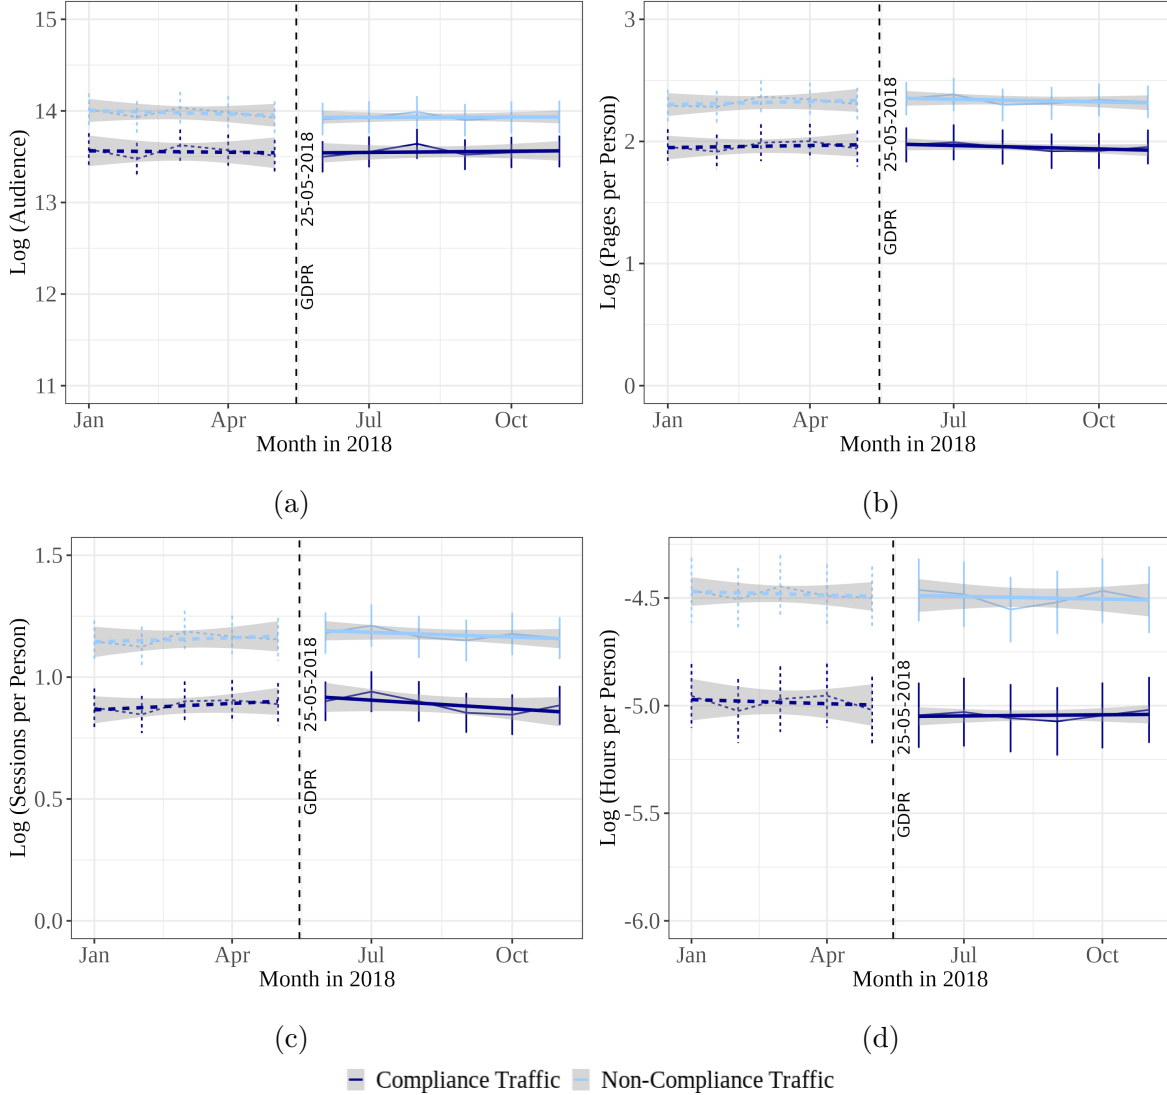 15
14
13
12
11
Log (Audience)
25-05-2018
GDPR
Jan
Apr
Jul
Oct
Month in 2018
(a)
3
2
1
0
Log (Pages per Person)
25-05-2018
GDPR
Jan
Apr
Jul
Oct
Month in 2018
(b)
1.5
1.0
0.5
0.0
Log (Sessions per Person)
25-05-2018
GDPR
Jan
Apr
Jul
Oct
Month in 2018
(c)
-4.5
-5.0
-5.5
-6.0
Log (Hours per Person)
25-05-2018
GDPR
Jan
Apr
Jul
Oct
Month in 2018
(d)
Compliance Traffic
Non-Compliance Traffic